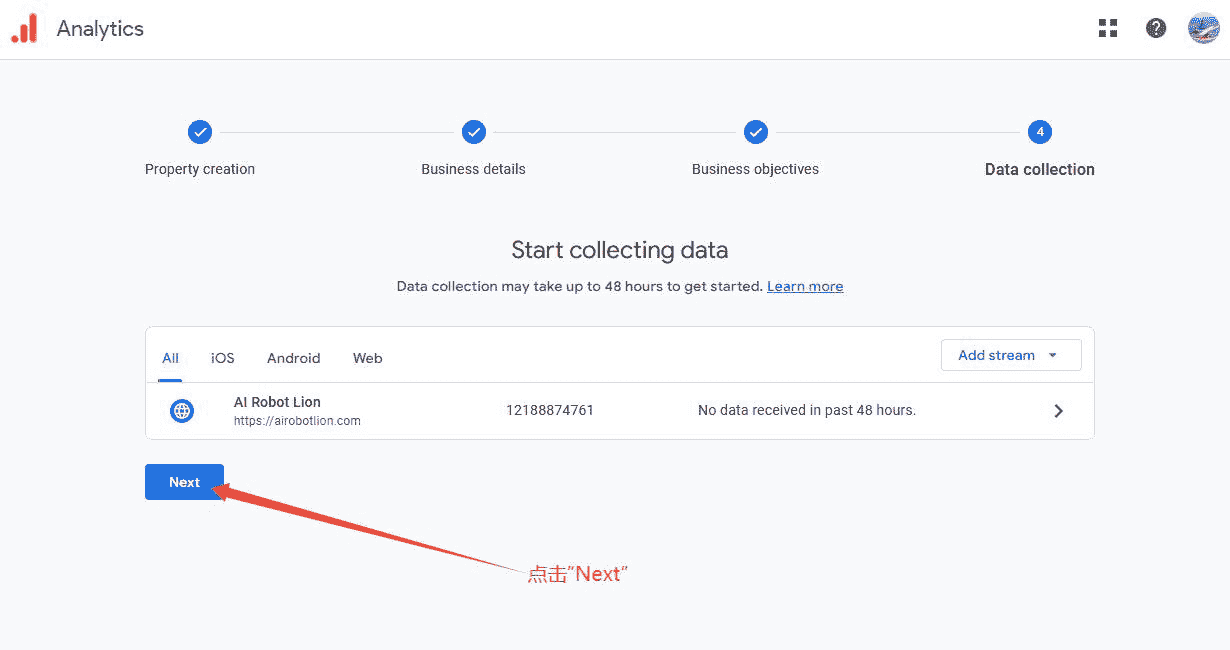 Analytics
4
Property creation
Business details
Business objectives
Data collection
Start collecting data
Data collection may take up to 48 hours to get started. Learn more
All iOS Android Web Add stream
AI Robot Lion
https://airobotlion.com
12188874761
No data received in past 48 hours.
Next
点击“Next”